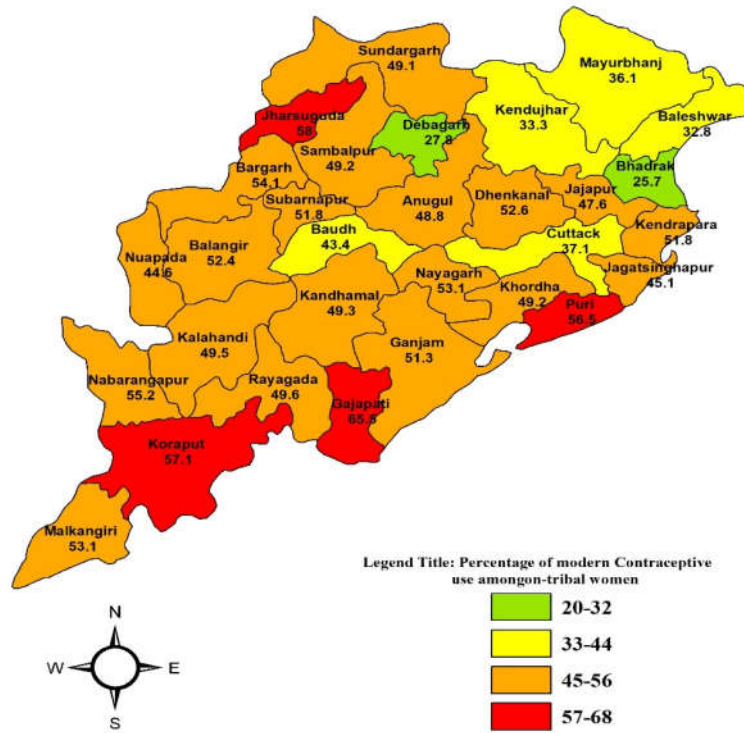 Sundargarh
49.1
Mayurbhanj
36.1
Kendujhar
33.3
Baleshwar
32.8
Jharsuguda
58
Debagarh
27.8
Sambalpur
49.2
Bhadrak
25.7
Bargarh
54.1
Subarnapur
51.8
Anugul
48.8
Dhenkanal
52.6
Jajapur
47.6
Baudh
43.4
Cuttack
37.1
Kendrapara
51.8
Nuapada
44.6
Balangir
52.4
Nayagarh
53.1
Khordha
49.2
Jagatsinghapur
45.1
Kandhamal
49.3
Puri
56.5
Kalahandi
49.5
Ganjam
51.3
Nabarangapur
55.2
Rayagada
49.6
Gajapati
65.8
Koraput
57.1
Malkangiri
53.1
Legend Title: Percentage of modern Contraceptive
use amongon-tribal women
20-32
33-44
45-56
57-68
N
W E
S